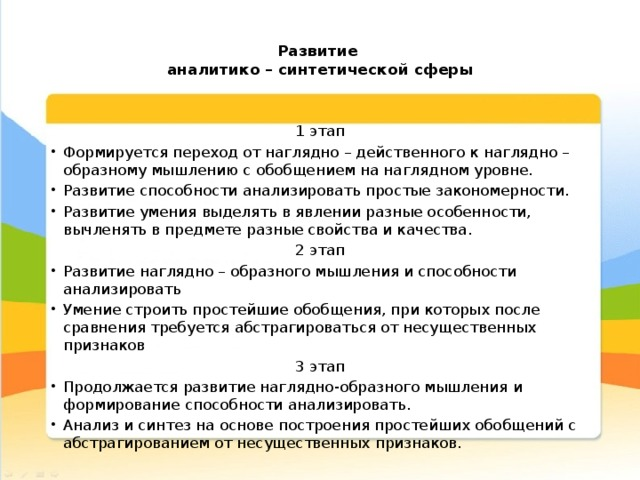 Развитие
аналитико – синтетической сферы
1 этап
• Формируется переход от наглядно – действенного к наглядно –
образному мышлению с обобщением на наглядном уровне.
• Развитие способности анализировать простые закономерности.
• Развитие умения выделять в явлении разные особенности,
вычленять в предмете разные свойства и качества.
2 этап
• Развитие наглядно – образного мышления и способности
анализировать
• Умение строить простейшие обобщения, при которых после
сравнения требуется абстрагироваться от несущественных
признаков
3 этап
• Продолжается развитие наглядно-образного мышления и
формирование способности анализировать.
• Анализ и синтез на основе построения простейших обобщений с
абстрагированием от несущественных признаков.